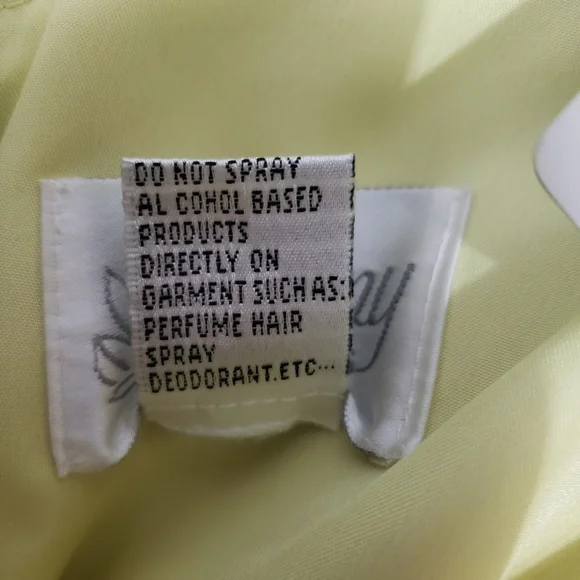 DO NOT SPRAY
AL COHOL BASED
PRODUCTS
DIRECTLY ON
GARMENT SUCH AS:
PERFUME HAIR
SPRAY
DEODORANT.ETC...